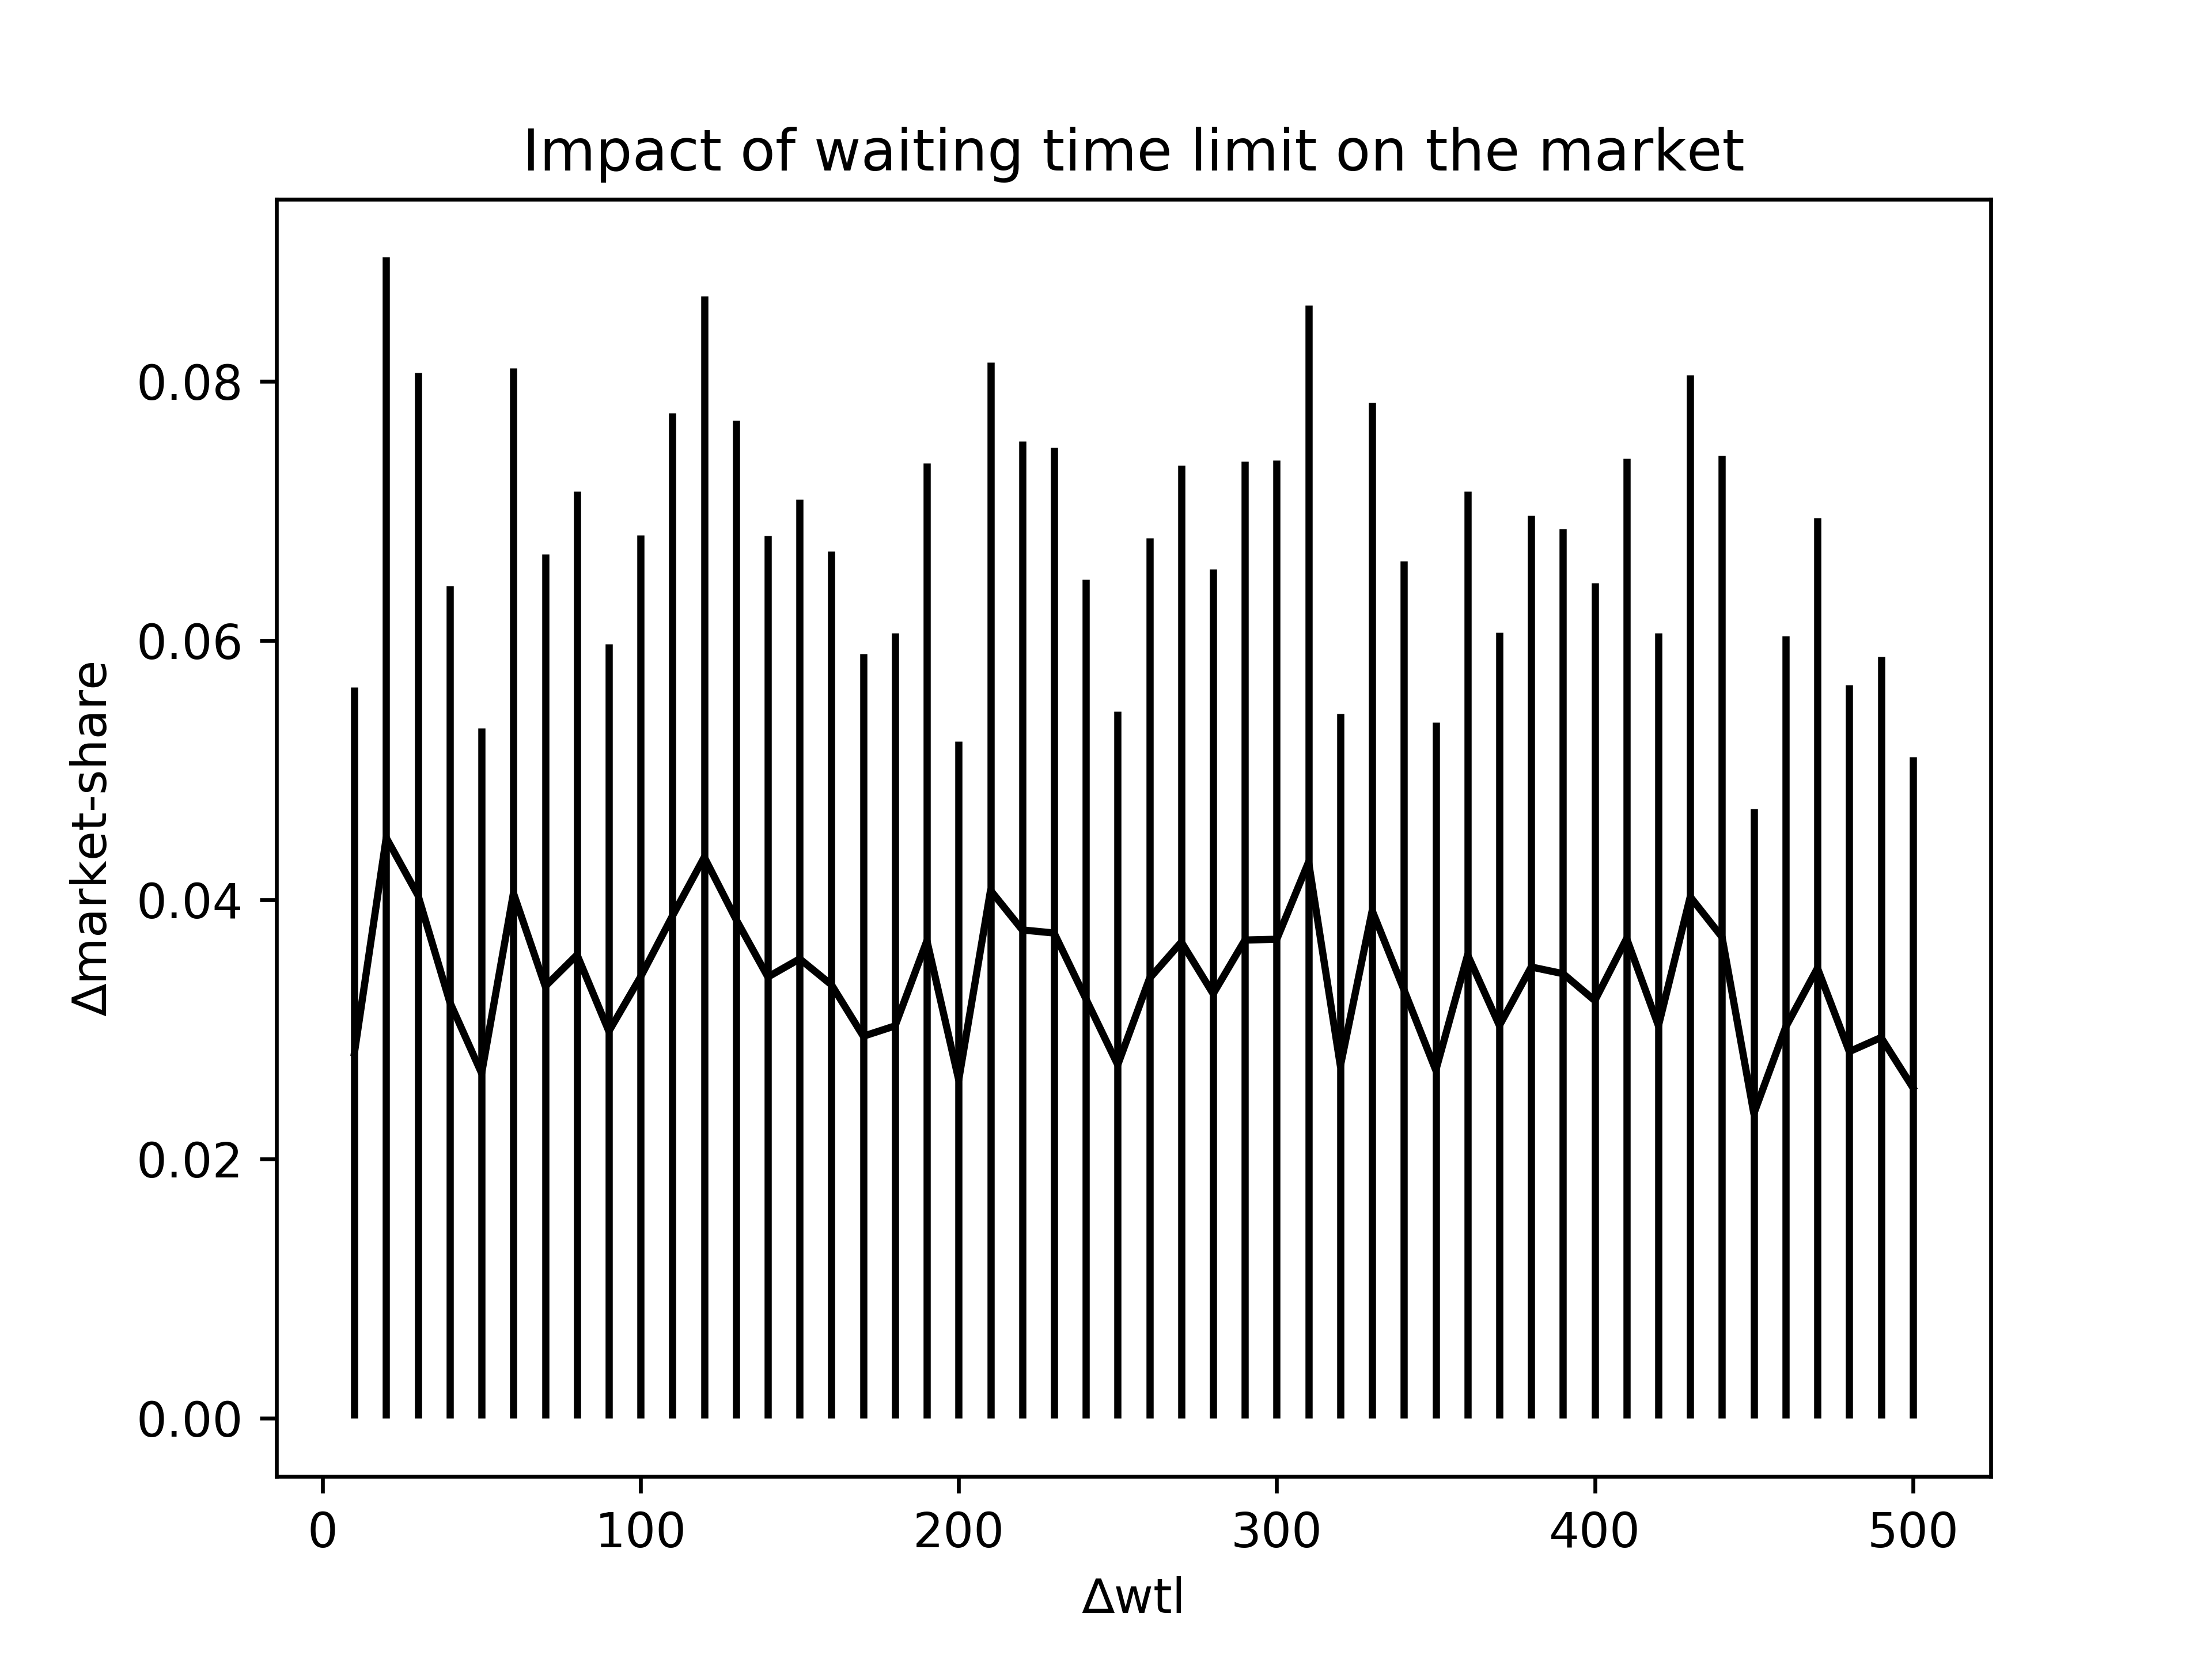 Impact of waiting time limit on the market
Δmarket-share
0.08
0.06
0.04
0.02
0.00
0 100 200 300 400 500
Δwtl